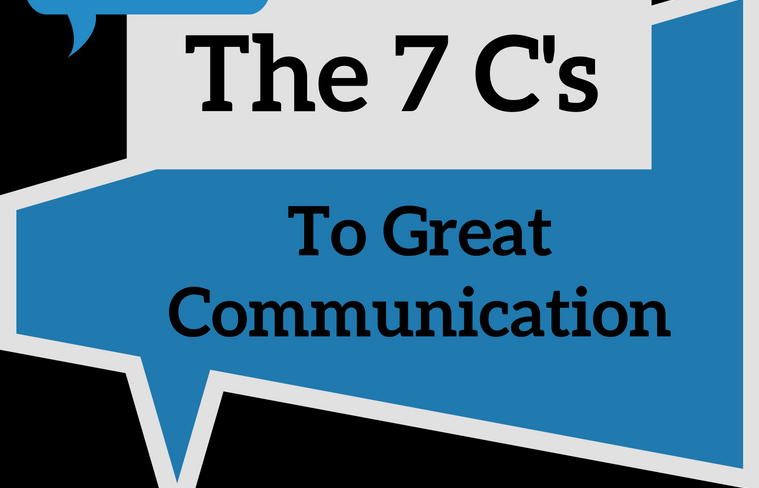 The 7 C's
To Great
Communication